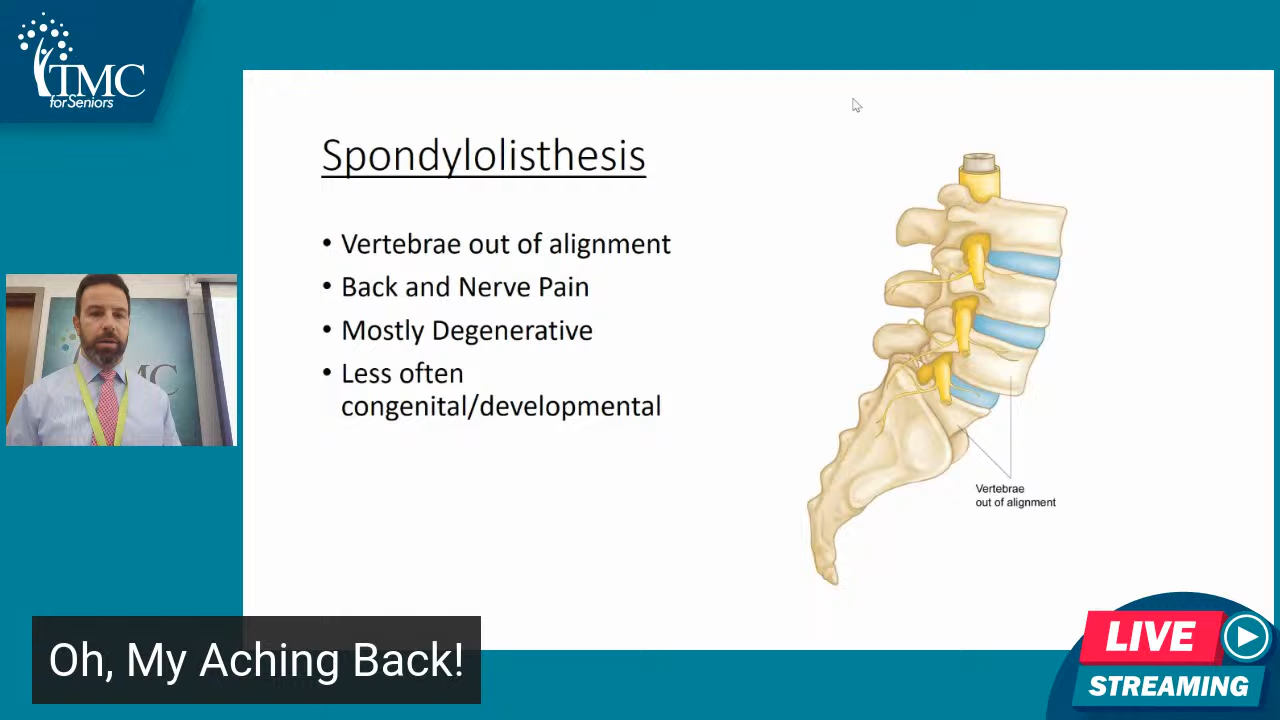 TMC
for Seniors
Spondylolisthesis
• Vertebrae out of alignment
• Back and Nerve Pain
• Mostly Degenerative
• Less often
congenital/developmental
Vertebrae
out of alignment
MC
Oh, My Aching Back!
LIVE
STREAMING